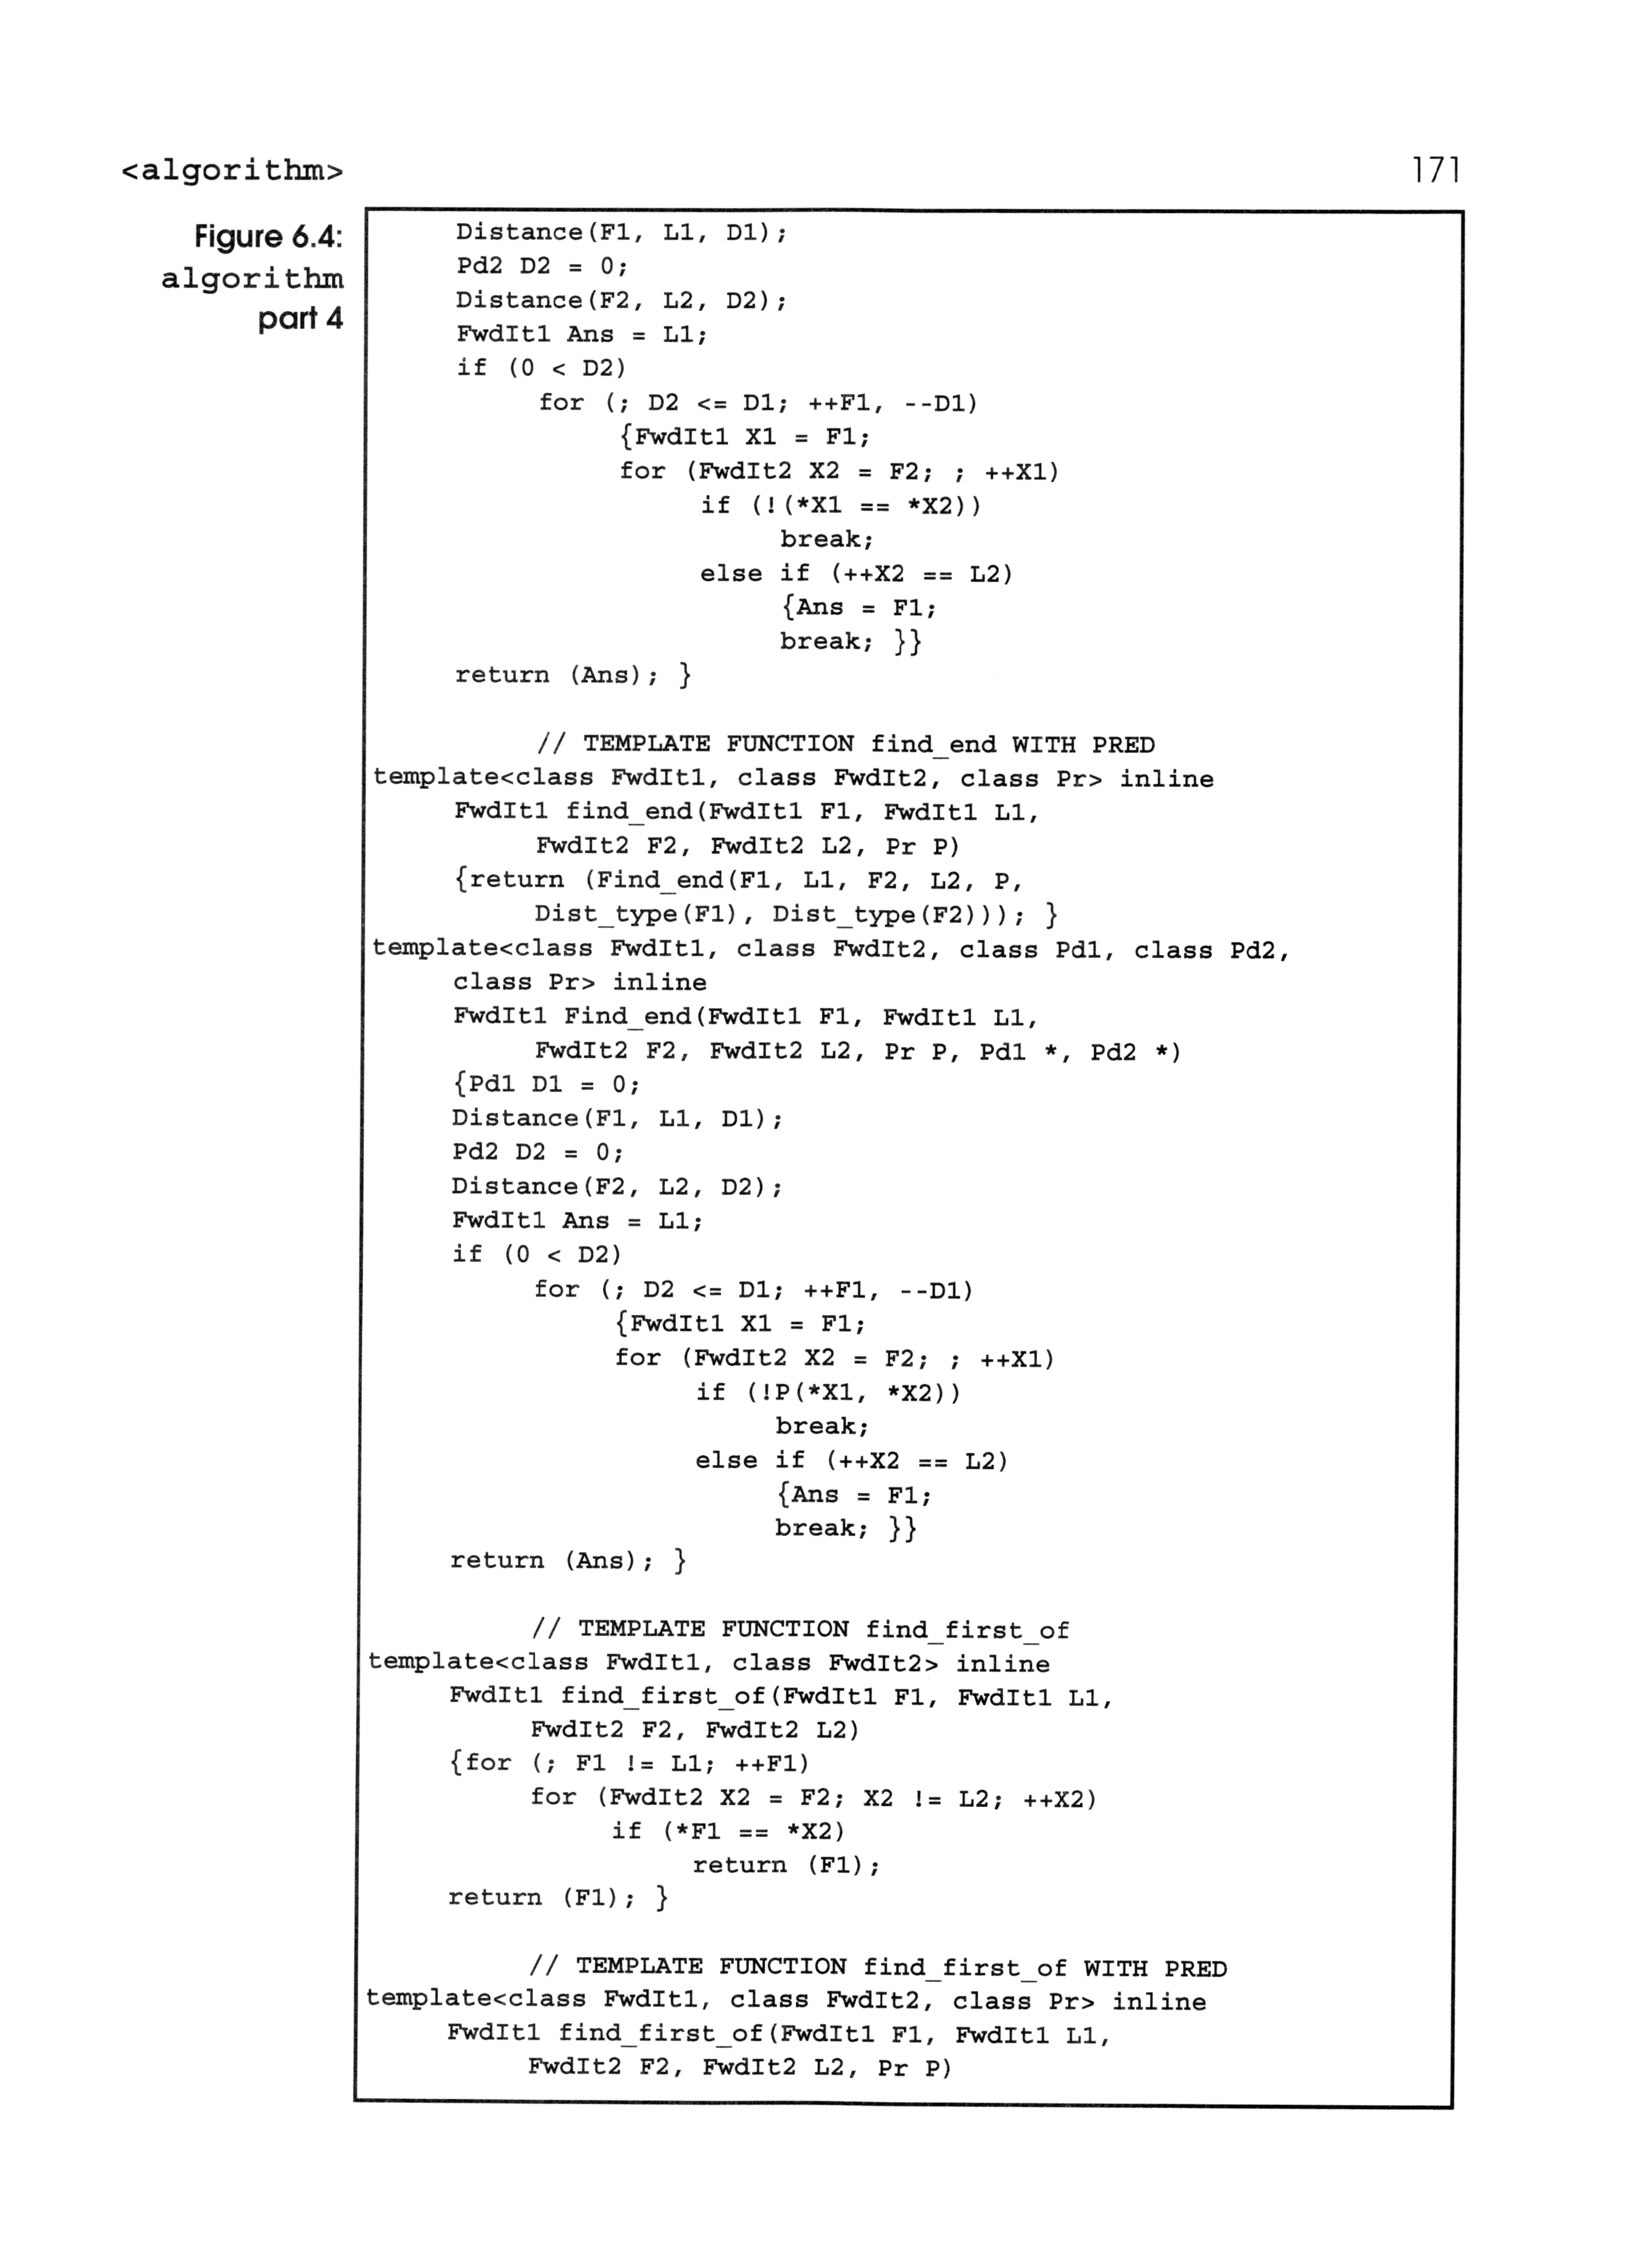 <algorithm>
171
Figure 6.4:
algorithm
part 4
Distance(F1, L1, D1);
Pd2 D2 = 0;
Distance(F2, L2, D2);
FwdIt1 Ans = L1;
if (0 < D2)
for (; D2 <= D1; ++F1, --D1)
{FwdIt1 X1 = F1;
for (FwdIt2 X2 = F2; ; ++X1)
if (!(*X1 == *X2))
break;
else if (++X2 == L2)
{Ans = F1;
break; }}
return (Ans); }
// TEMPLATE FUNCTION find_end WITH PRED
template<class FwdIt1, class FwdIt2, class Pr> inline
FwdIt1 find_end(FwdIt1 F1, FwdIt1 L1,
FwdIt2 F2, FwdIt2 L2, Pr P)
{return (Find_end(F1, L1, F2, L2, P,
Dist_type(F1), Dist_type(F2))); }
template<class FwdIt1, class FwdIt2, class Pd1, class Pd2,
class Pr> inline
FwdIt1 Find_end(FwdIt1 F1, FwdIt1 L1,
FwdIt2 F2, FwdIt2 L2, Pr P, Pd1 *, Pd2 *)
{Pd1 D1 = 0;
Distance(F1, L1, D1);
Pd2 D2 = 0;
Distance(F2, L2, D2);
FwdIt1 Ans = L1;
if (0 < D2)
for (; D2 <= D1; ++F1, --D1)
{FwdIt1 X1 = F1;
for (FwdIt2 X2 = F2; ; ++X1)
if (!P(*X1, *X2))
break;
else if (++X2 == L2)
{Ans = F1;
break; }}
return (Ans); }
// TEMPLATE FUNCTION find_first_of
template<class FwdIt1, class FwdIt2> inline
FwdIt1 find_first_of(FwdIt1 F1, FwdIt1 L1,
FwdIt2 F2, FwdIt2 L2)
{for (; F1 != L1; ++F1)
for (FwdIt2 X2 = F2; X2 != L2; ++X2)
if (*F1 == *X2)
return (F1);
return (F1); }
// TEMPLATE FUNCTION find_first_of WITH PRED
template<class FwdIt1, class FwdIt2, class Pr> inline
FwdIt1 find_first_of(FwdIt1 F1, FwdIt1 L1,
FwdIt2 F2, FwdIt2 L2, Pr P)